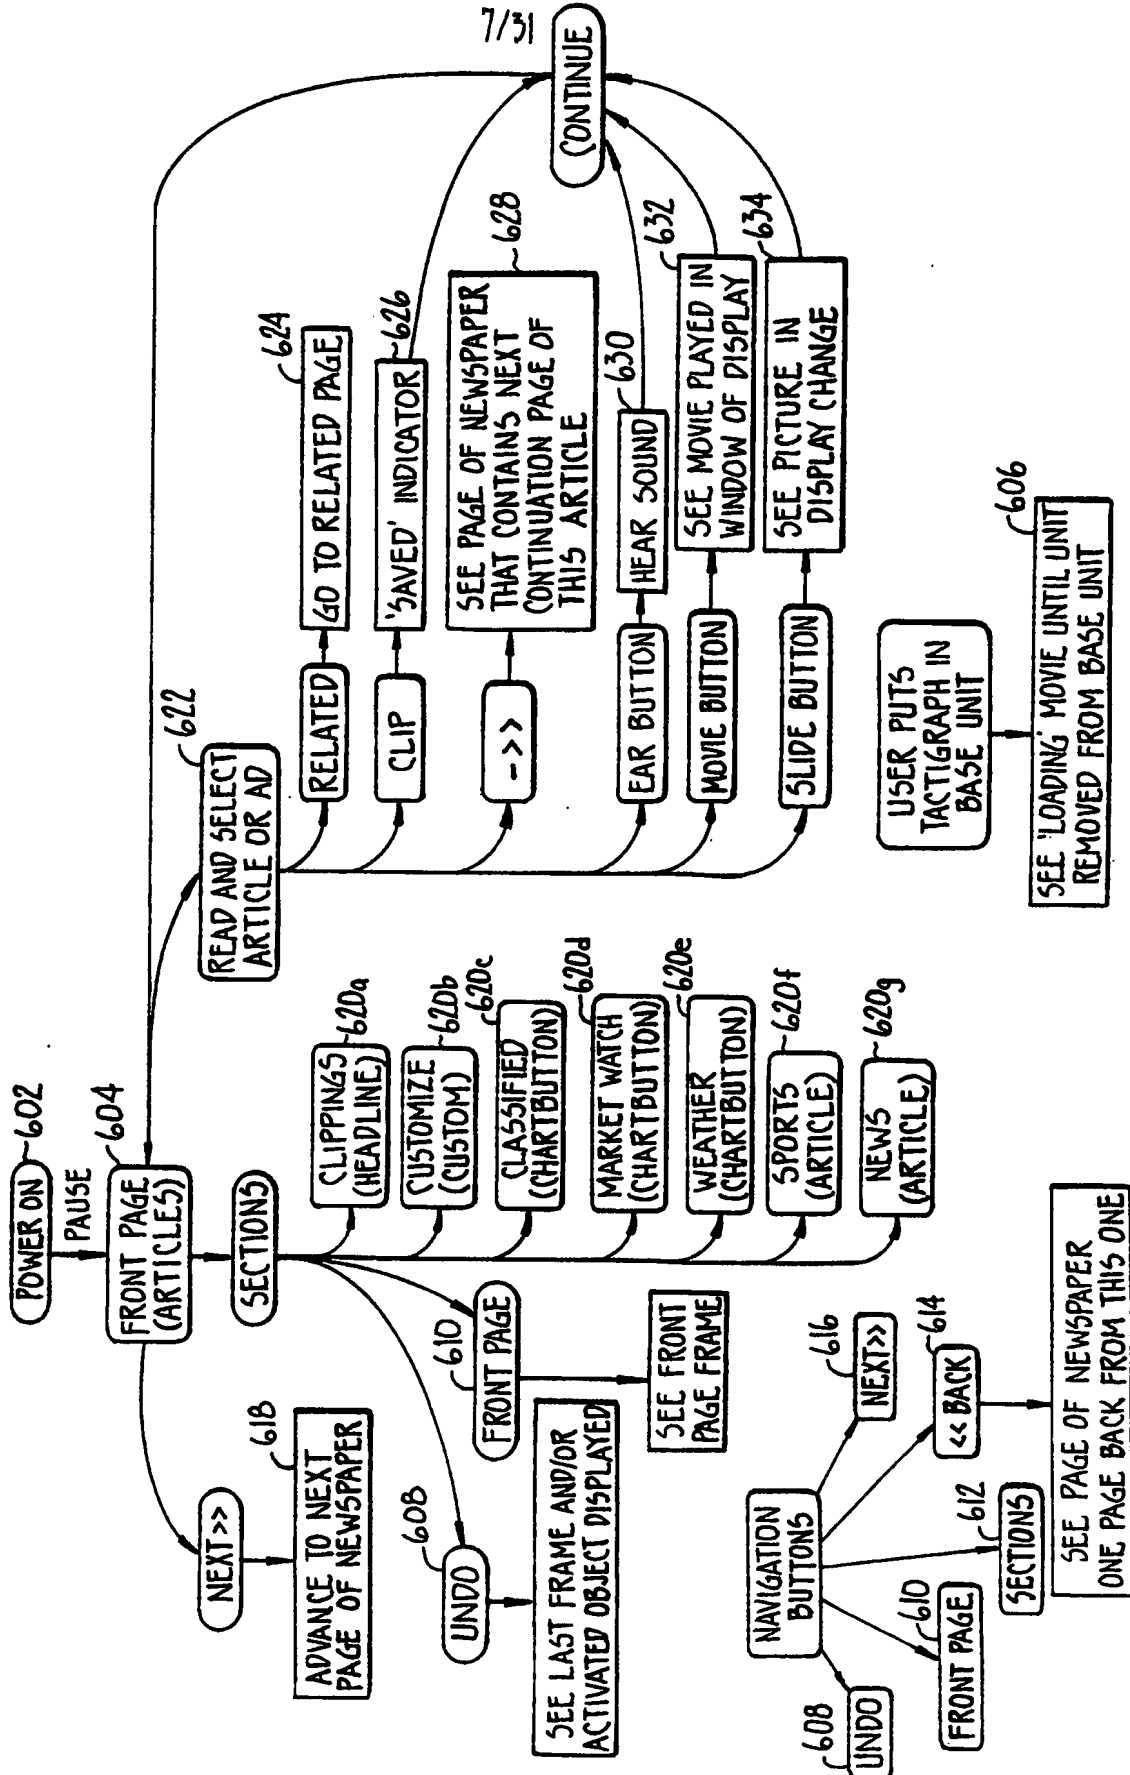 7/31
POWER ON
602
PAUSE
604
FRONT PAGE
(ARTICLES)
NEXT >>
618
ADVANCE TO NEXT
PAGE OF NEWSPAPER
SECTIONS
608
UNDO
SEE LAST FRAME AND/OR
ACTIVATED OBJECT DISPLAYED
610
FRONT PAGE
SEE FRONT
PAGE FRAME
CLIPPINGS
(HEADLINE)
620a
CUSTOMIZE
(CUSTOM)
620b
CLASSIFIED
(CHARTBUTTON)
620c
MARKET WATCH
(CHARTBUTTON)
620d
WEATHER
(CHARTBUTTON)
620e
SPORTS
(ARTICLE)
620f
NEWS
(ARTICLE)
620g
622
READ AND SELECT
ARTICLE OR AD
RELATED
GO TO RELATED PAGE
624
CLIP
'SAVED' INDICATOR
626
->>
SEE PAGE OF NEWSPAPER
THAT CONTAINS NEXT
CONTINUATION PAGE OF
THIS ARTICLE
628
EAR BUTTON
HEAR SOUND
630
MOVIE BUTTON
SEE MOVIE PLAYED IN
WINDOW OF DISPLAY
632
SLIDE BUTTON
SEE PICTURE IN
DISPLAY CHANGE
634
CONTINUE
NAVIGATION
BUTTONS
608
UNDO
610
FRONT PAGE
612
SECTIONS
614
<< BACK
616
NEXT>>
SEE PAGE OF NEWSPAPER
ONE PAGE BACK FROM THIS ONE
USER PUTS
TACTIGRAPH IN
BASE UNIT
606
SEE 'LOADING' MOVIE UNTIL UNIT
REMOVED FROM BASE UNIT